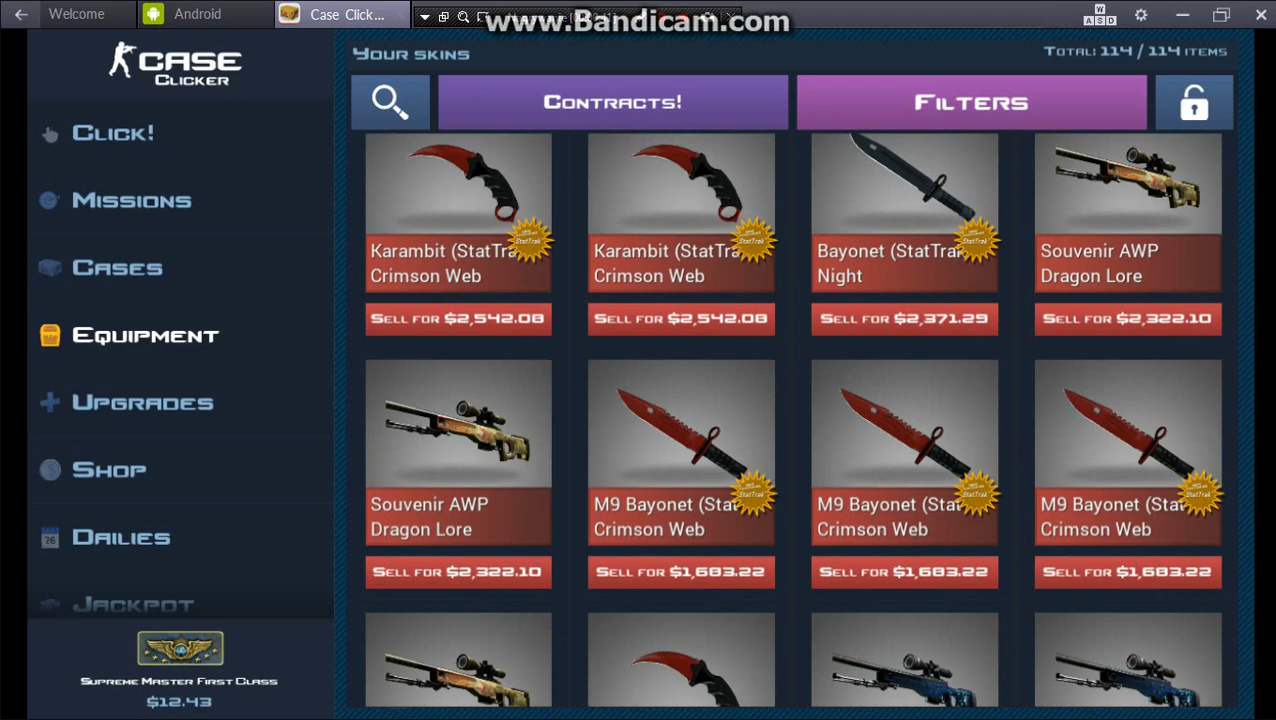 Welcome
Android
Case Click...
www.Bandicam.com
CASE
CLICKER
CLICK!
MISSIONS
CASES
EQUIPMENT
UPGRADES
SHOP
DAILIES
JACKPOT
SUPREME MASTER FIRST CLASS
$12.43
YOUR SKINS
TOTAL: 114 / 114 ITEMS
CONTRACTS!
FILTERS
Karambit (StatTra
Crimson Web
SELL FOR $2,542.08
Karambit (StatTra
Crimson Web
SELL FOR $2,542.08
Bayonet (StatTrak
Night
SELL FOR $2,371.29
Souvenir AWP
Dragon Lore
SELL FOR $2,322.10
Souvenir AWP
Dragon Lore
SELL FOR $2,322.10
M9 Bayonet (Stat
Crimson Web
SELL FOR $1,683.22
M9 Bayonet (Stat
Crimson Web
SELL FOR $1,683.22
M9 Bayonet (Stat
Crimson Web
SELL FOR $1,683.22